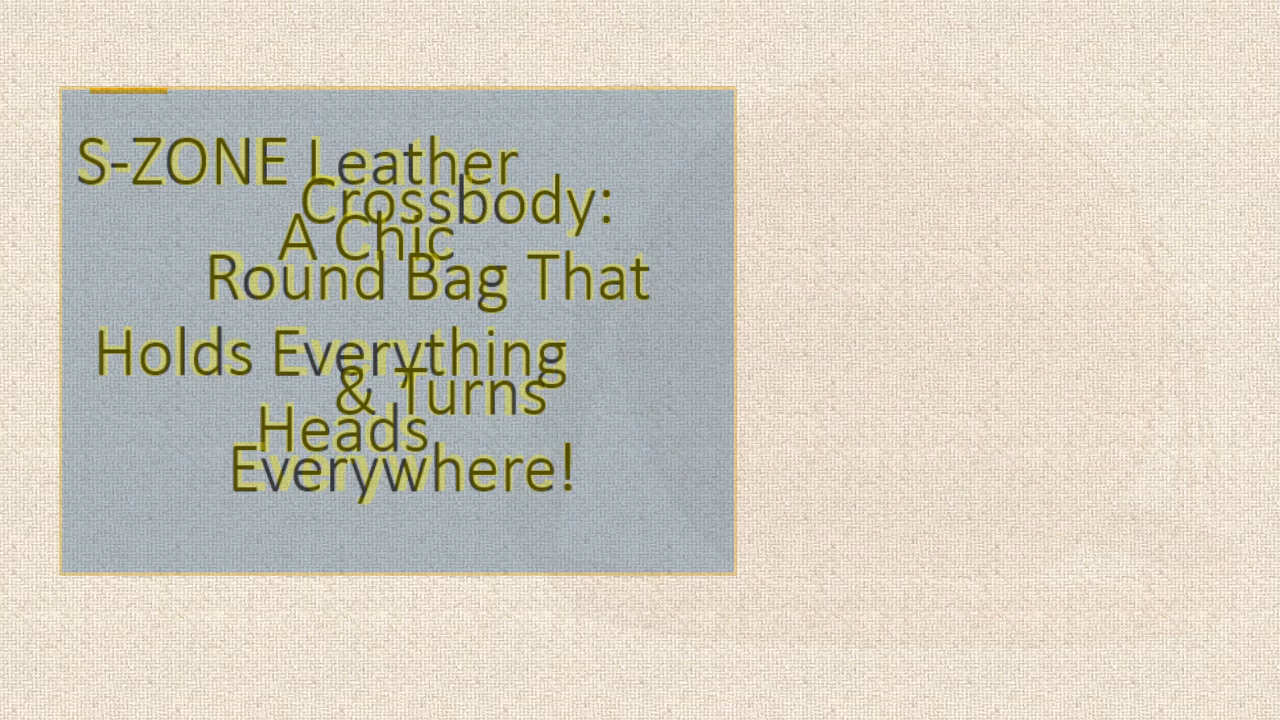 S-ZONE Leather
Crossbody:
A Chic
Round Bag That
Holds Everything
& Turns
Heads
Everywhere!